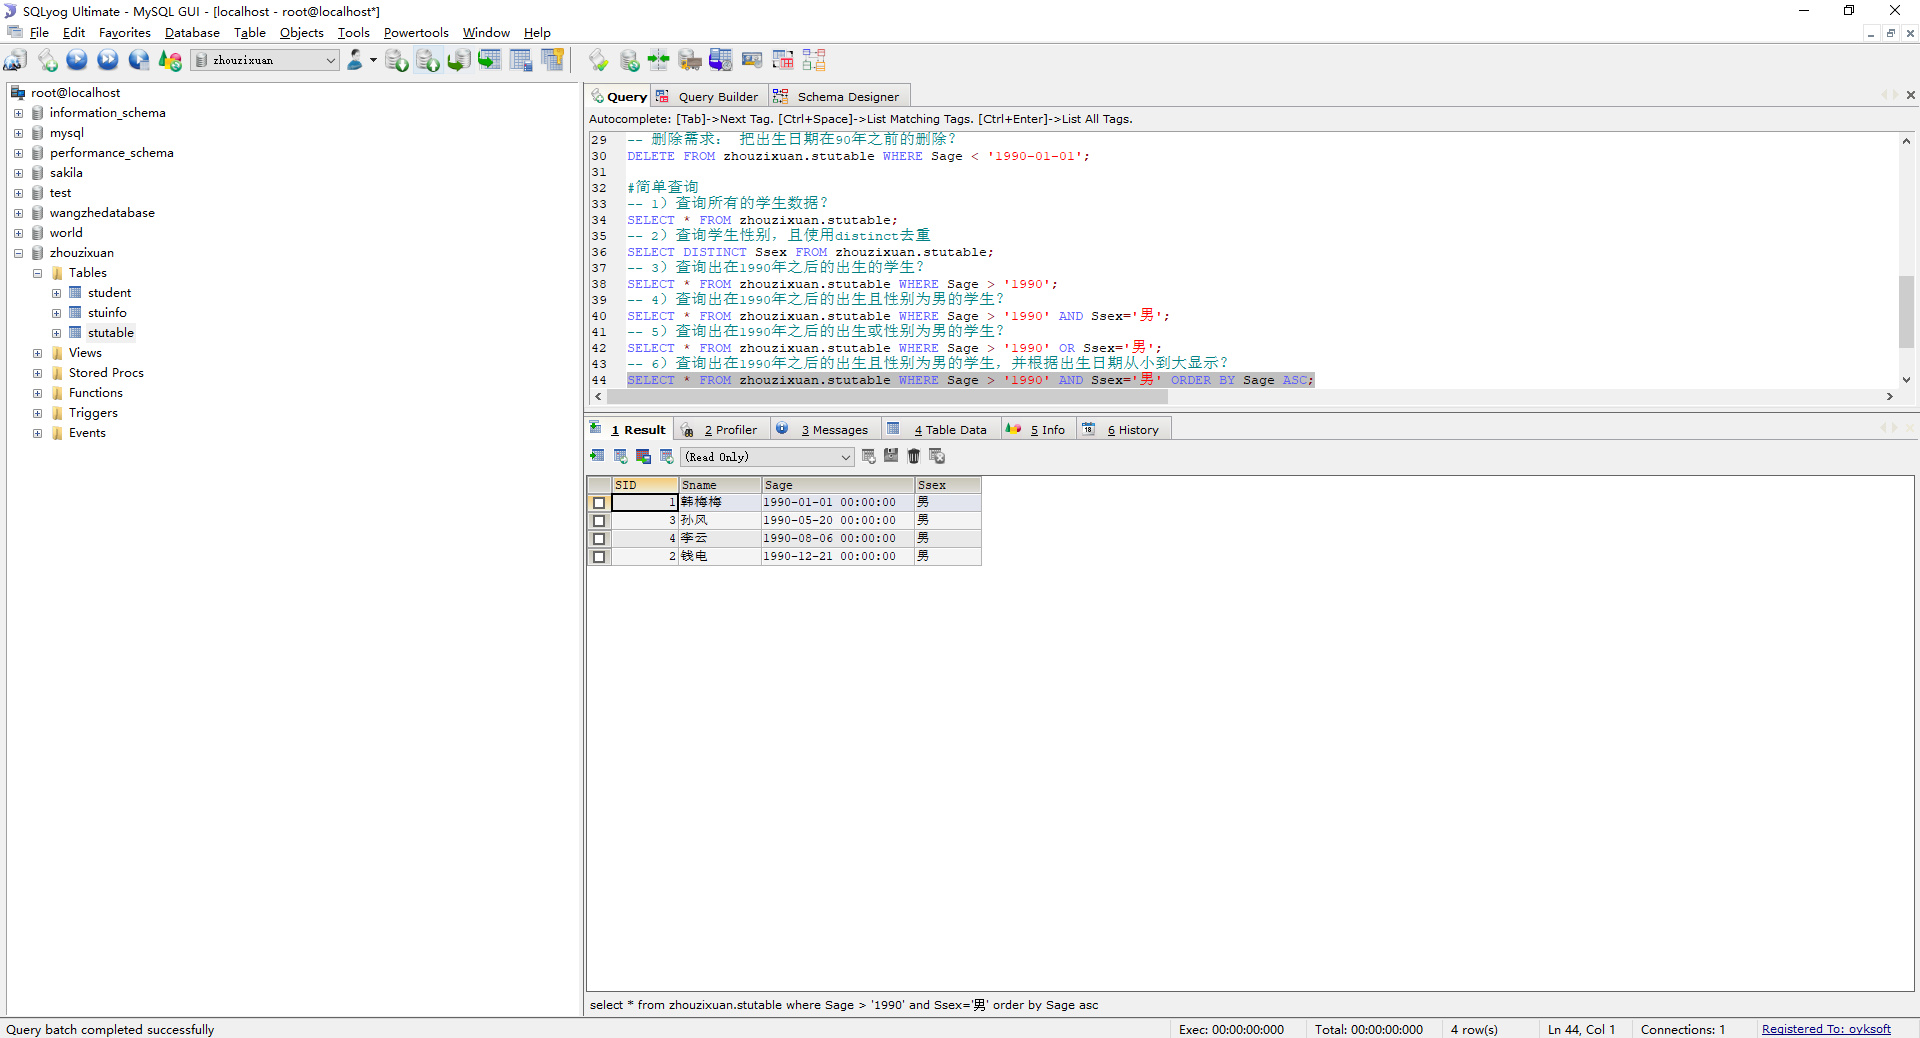 SQLyog Ultimate - MySQL GUI - [localhost - root@localhost*]
File Edit Favorites Database Table Objects Tools Powertools Window Help
zhouzixuan
root@localhost
information_schema
mysql
performance_schema
sakila
test
wangzhedatabase
world
zhouzixuan
Tables
student
stuinfo
stutable
Views
Stored Procs
Functions
Triggers
Events
Query Query Builder Schema Designer
Autocomplete: [Tab]->Next Tag. [Ctrl+Space]->List Matching Tags. [Ctrl+Enter]->List All Tags.
29 -- 删除需求： 把出生日期在90年之前的删除？
30 DELETE FROM zhouzixuan.stutable WHERE Sage < '1990-01-01';
31
32 #简单查询
33 -- 1）查询所有的学生数据？
34 SELECT * FROM zhouzixuan.stutable;
35 -- 2）查询学生性别，且使用distinct去重
36 SELECT DISTINCT Ssex FROM zhouzixuan.stutable;
37 -- 3）查询出在1990年之后的出生的学生？
38 SELECT * FROM zhouzixuan.stutable WHERE Sage > '1990';
39 -- 4）查询出在1990年之后的出生且性别为男的学生？
40 SELECT * FROM zhouzixuan.stutable WHERE Sage > '1990' AND Ssex='男';
41 -- 5）查询出在1990年之后的出生或性别为男的学生？
42 SELECT * FROM zhouzixuan.stutable WHERE Sage > '1990' OR Ssex='男';
43 -- 6）查询出在1990年之后的出生且性别为男的学生，并根据出生日期从小到大显示？
44 SELECT * FROM zhouzixuan.stutable WHERE Sage > '1990' AND Ssex='男' ORDER BY Sage ASC;
1 Result 2 Profiler 3 Messages 4 Table Data 5 Info 6 History
(Read Only)
SID Sname Sage Ssex
1 韩梅梅 1990-01-01 00:00:00 男
3 孙风 1990-05-20 00:00:00 男
4 李云 1990-08-06 00:00:00 男
2 钱电 1990-12-21 00:00:00 男
select * from zhouzixuan.stutable where Sage > '1990' and Ssex='男' order by Sage asc
Query batch completed successfully Exec: 00:00:00:000 Total: 00:00:00:000 4 row(s) Ln 44, Col 1 Connections: 1 Registered To: ovksoft